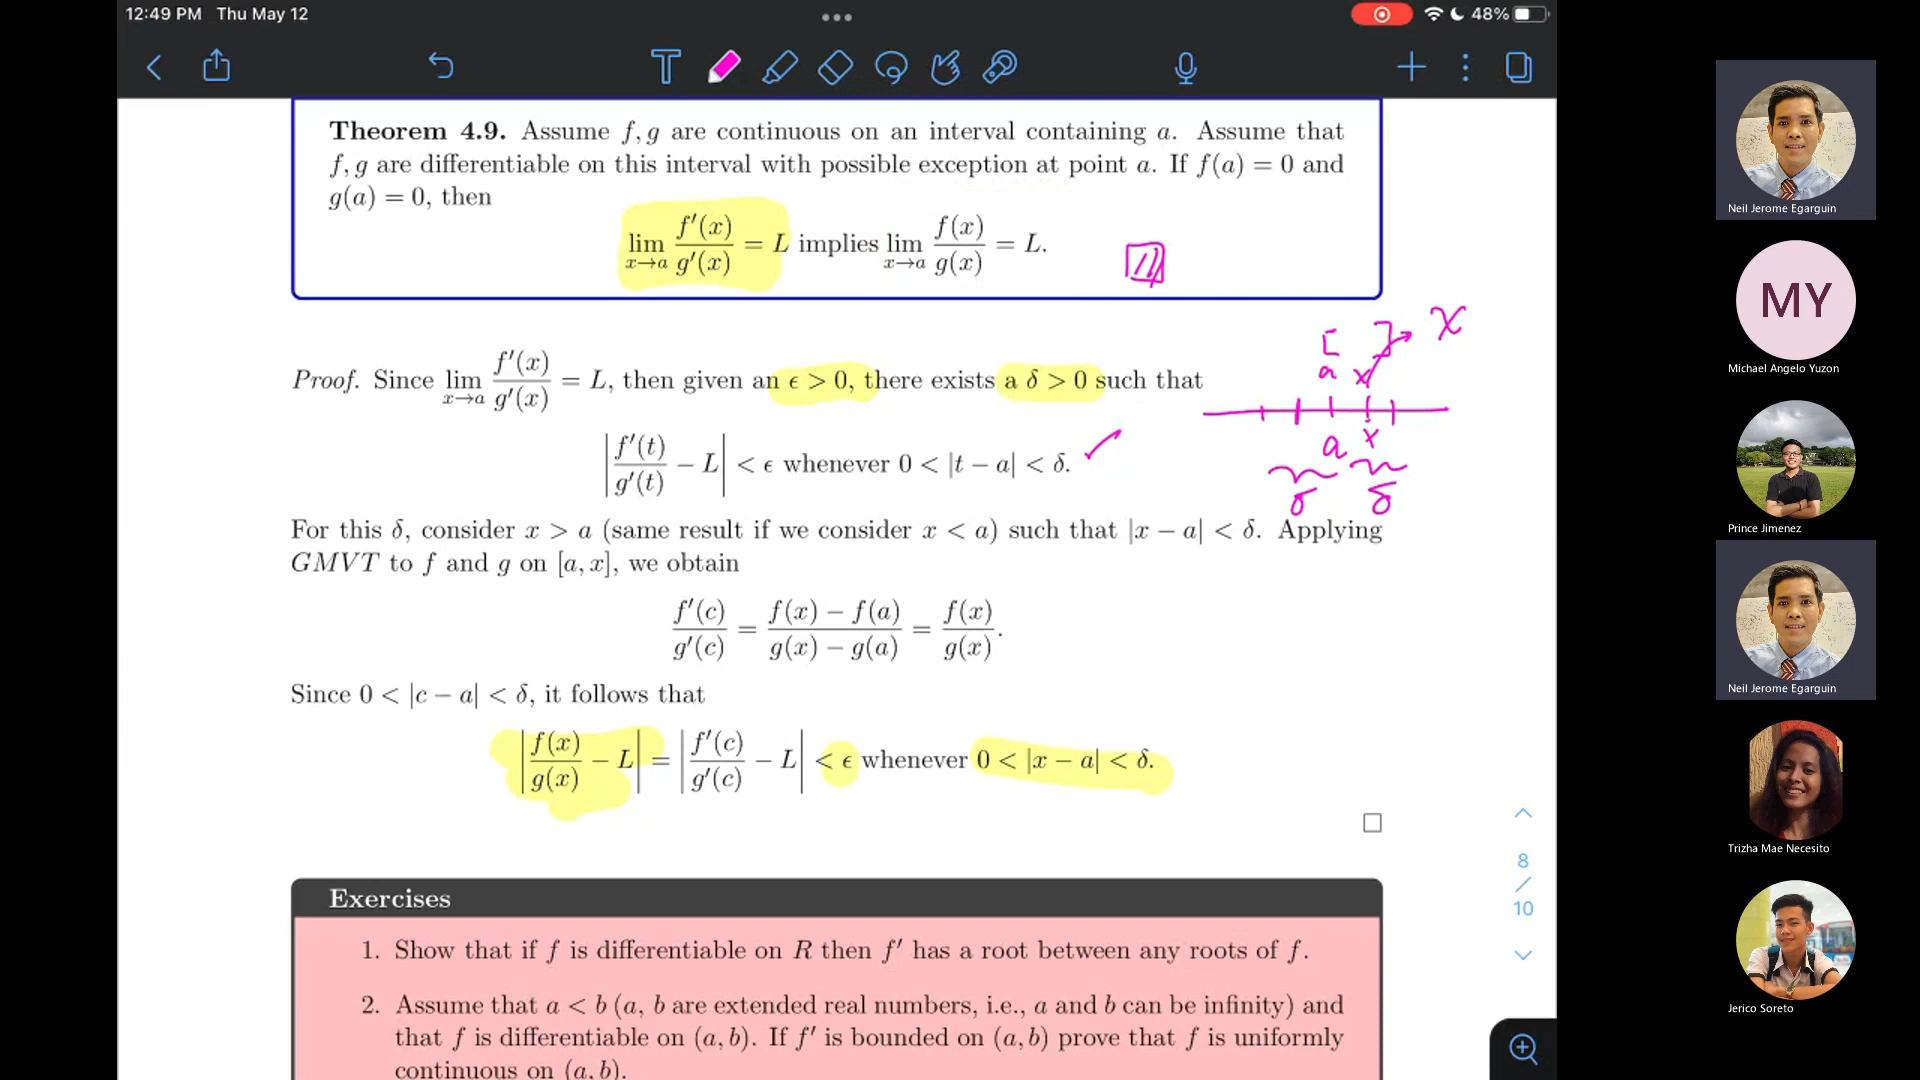 12:49 PM Thu May 12
48%
Theorem 4.9. Assume f, g are continuous on an interval containing a. Assume that
f, g are differentiable on this interval with possible exception at point a. If f(a) = 0 and
g(a) = 0, then
lim_{x→a} f′(x)/g′(x) = L implies lim_{x→a} f(x)/g(x) = L.
Proof. Since lim_{x→a} f′(x)/g′(x) = L, then given an ϵ > 0, there exists a δ > 0 such that
|f′(t)/g′(t) − L| < ϵ whenever 0 < |t − a| < δ.
[ ] x
a x
a x
δ δ
For this δ, consider x > a (same result if we consider x < a) such that |x − a| < δ. Applying
GMVT to f and g on [a, x], we obtain
f′(c)/g′(c) = (f(x) − f(a))/(g(x) − g(a)) = f(x)/g(x).
Since 0 < |c − a| < δ, it follows that
|f(x)/g(x) − L| = |f′(c)/g′(c) − L| < ϵ whenever 0 < |x − a| < δ.
□
Exercises
1. Show that if f is differentiable on R then f′ has a root between any roots of f.
2. Assume that a < b (a, b are extended real numbers, i.e., a and b can be infinity) and
that f is differentiable on (a, b). If f′ is bounded on (a, b) prove that f is uniformly
continuous on (a, b).
8
/
10
Neil Jerome Egarguin
MY
Michael Angelo Yuzon
Prince Jimenez
Neil Jerome Egarguin
Trizha Mae Necesito
Jerico Soreto